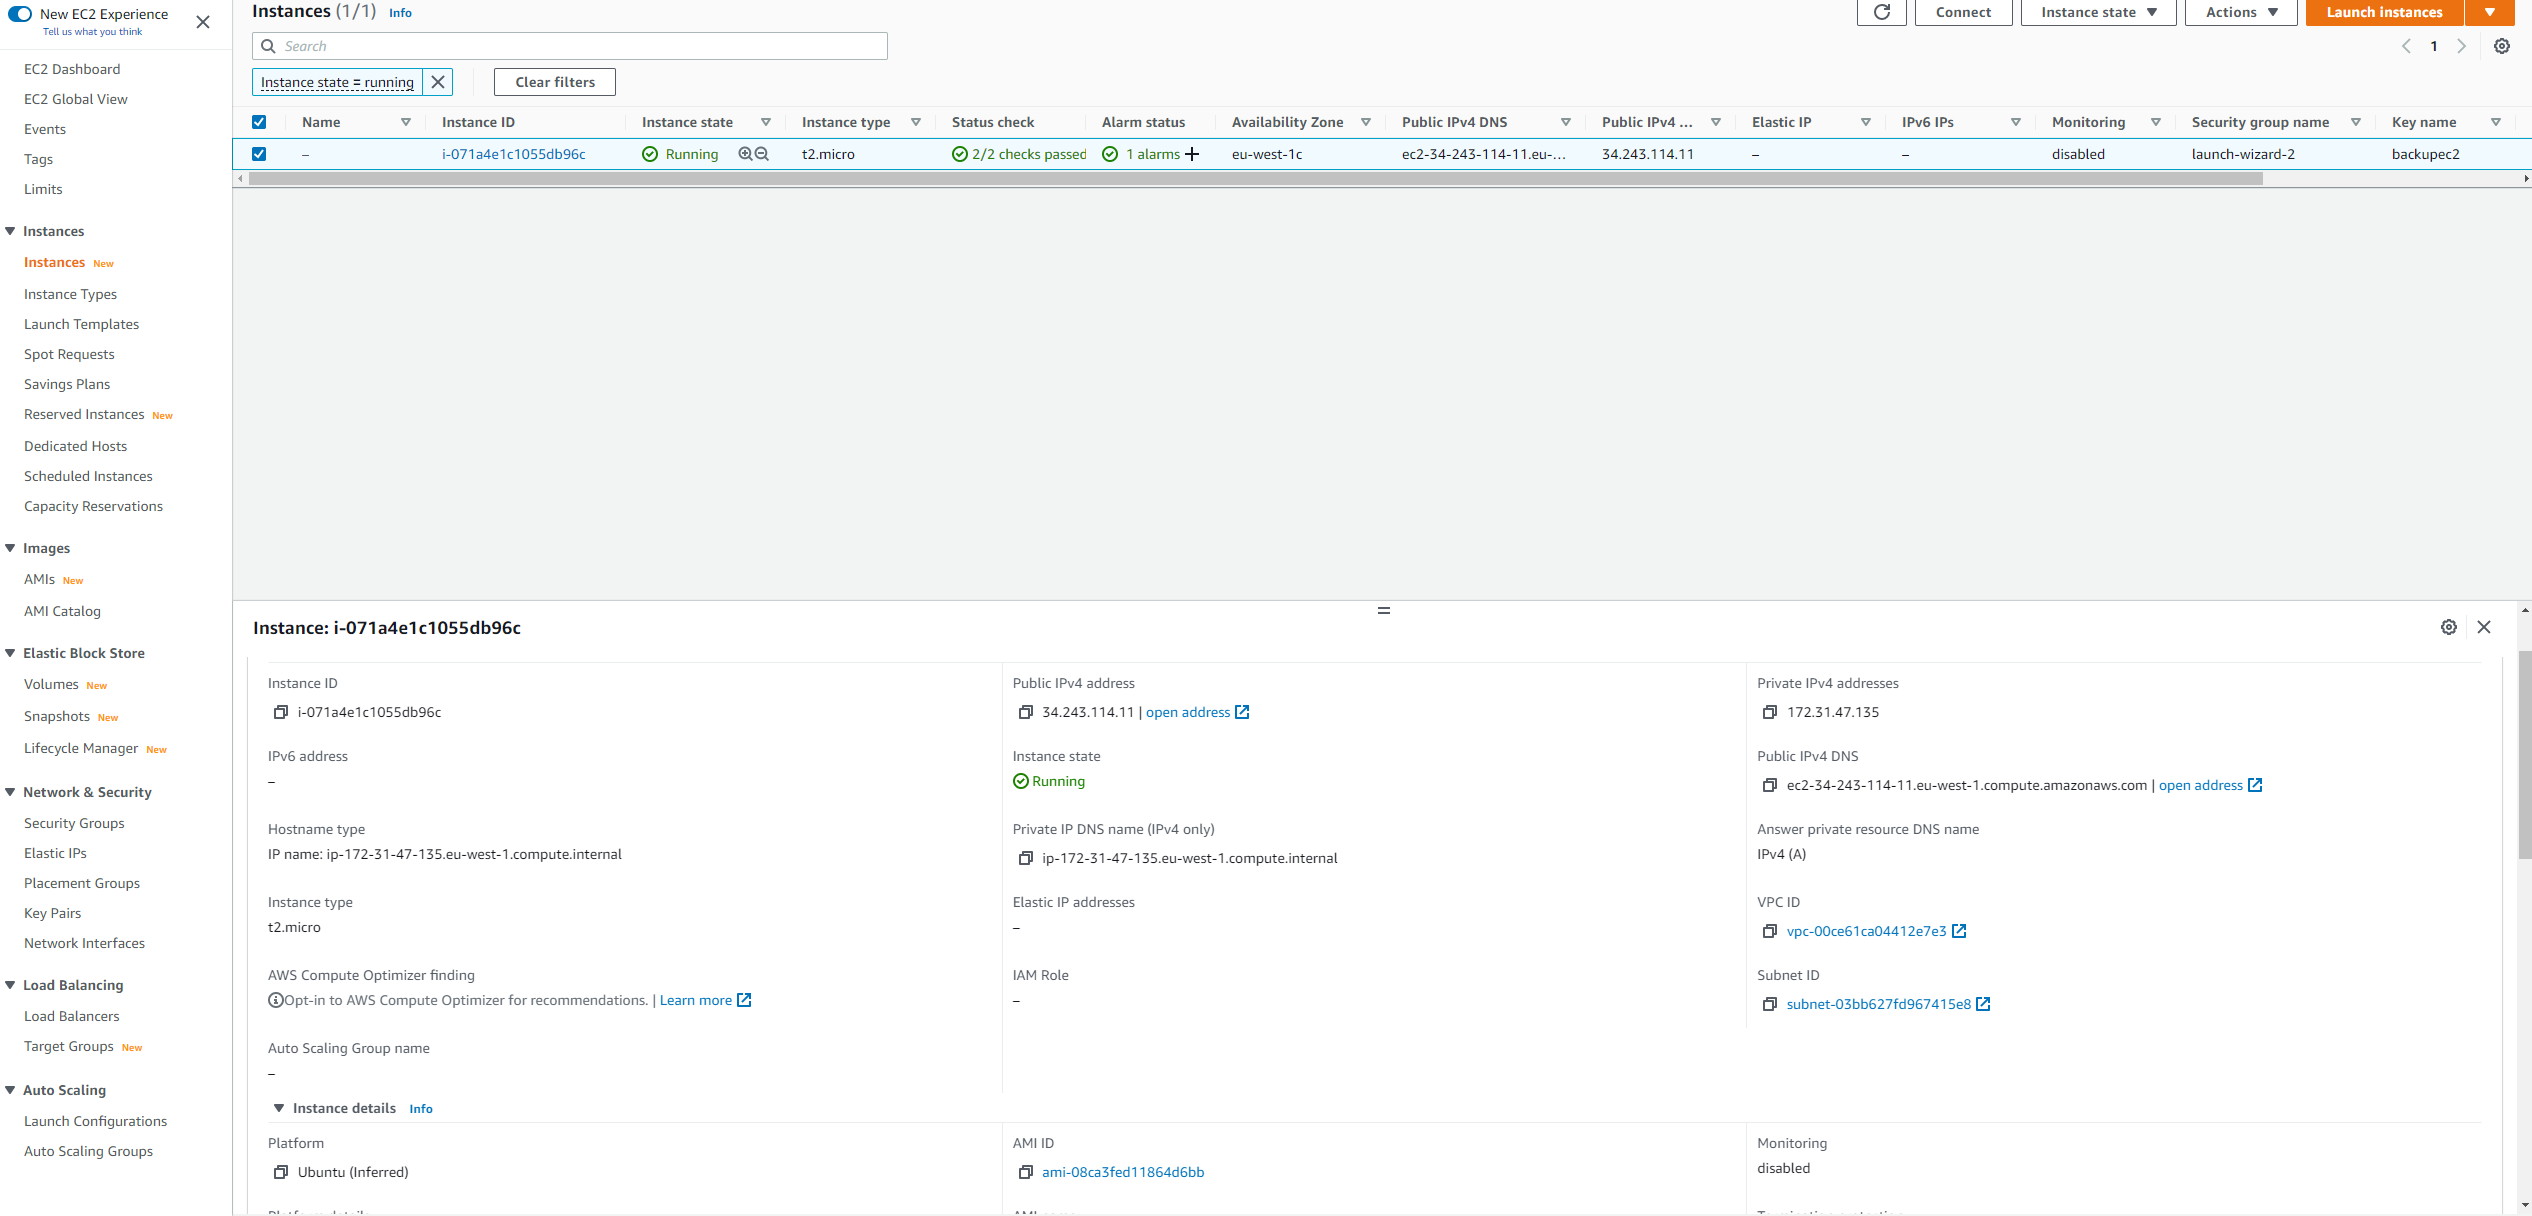 New EC2 Experience
Tell us what you think
EC2 Dashboard
EC2 Global View
Events
Tags
Limits
Instances
Instances New
Instance Types
Launch Templates
Spot Requests
Savings Plans
Reserved Instances New
Dedicated Hosts
Scheduled Instances
Capacity Reservations
Images
AMIs New
AMI Catalog
Elastic Block Store
Volumes New
Snapshots New
Lifecycle Manager New
Network & Security
Security Groups
Elastic IPs
Placement Groups
Key Pairs
Network Interfaces
Load Balancing
Load Balancers
Target Groups New
Auto Scaling
Launch Configurations
Auto Scaling Groups
Instances (1/1) Info
Connect Instance state Actions Launch instances
Search
1
Instance state = running Clear filters
Name Instance ID Instance state Instance type Status check Alarm status Availability Zone Public IPv4 DNS Public IPv4 ... Elastic IP IPv6 IPs Monitoring Security group name Key name
– i-071a4e1c1055db96c Running t2.micro 2/2 checks passed 1 alarms + eu-west-1c ec2-34-243-114-11.eu-... 34.243.114.11 – – disabled launch-wizard-2 backupec2
Instance: i-071a4e1c1055db96c
Instance ID
i-071a4e1c1055db96c
Public IPv4 address
34.243.114.11 | open address
Private IPv4 addresses
172.31.47.135
IPv6 address
–
Instance state
Running
Public IPv4 DNS
ec2-34-243-114-11.eu-west-1.compute.amazonaws.com | open address
Hostname type
IP name: ip-172-31-47-135.eu-west-1.compute.internal
Private IP DNS name (IPv4 only)
ip-172-31-47-135.eu-west-1.compute.internal
Answer private resource DNS name
IPv4 (A)
Instance type
t2.micro
Elastic IP addresses
–
VPC ID
vpc-00ce61ca04412e7e3
AWS Compute Optimizer finding
Opt-in to AWS Compute Optimizer for recommendations. | Learn more
IAM Role
–
Subnet ID
subnet-03bb627fd967415e8
Auto Scaling Group name
–
Instance details Info
Platform
Ubuntu (Inferred)
AMI ID
ami-08ca3fed11864d6bb
Monitoring
disabled